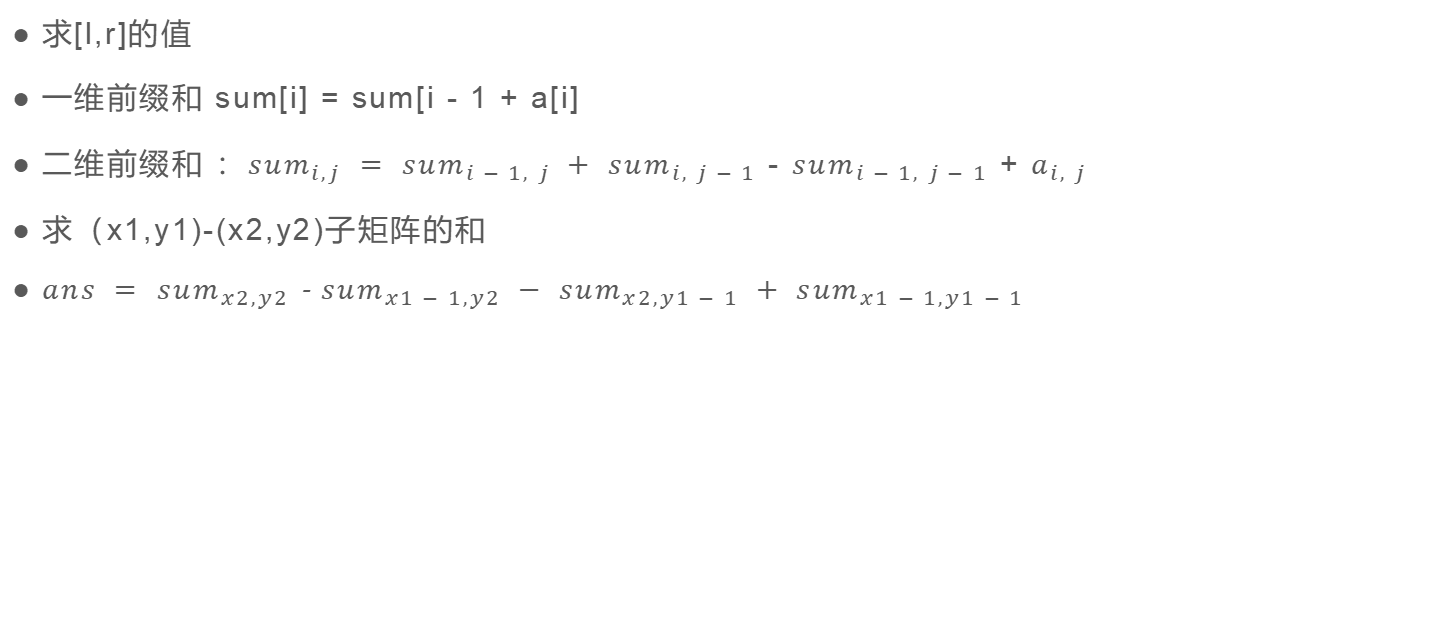 ● 求[l,r]的值
● 一维前缀和 sum[i] = sum[i - 1 + a[i]
● 二维前缀和 : sum_{i,j} = sum_{i − 1, j} + sum_{i, j − 1} - sum_{i − 1, j − 1} + a_{i, j}
● 求（x1,y1)-(x2,y2)子矩阵的和
● ans = sum_{x2,y2} - sum_{x1 − 1,y2} − sum_{x2,y1 − 1} + sum_{x1 − 1,y1 − 1}